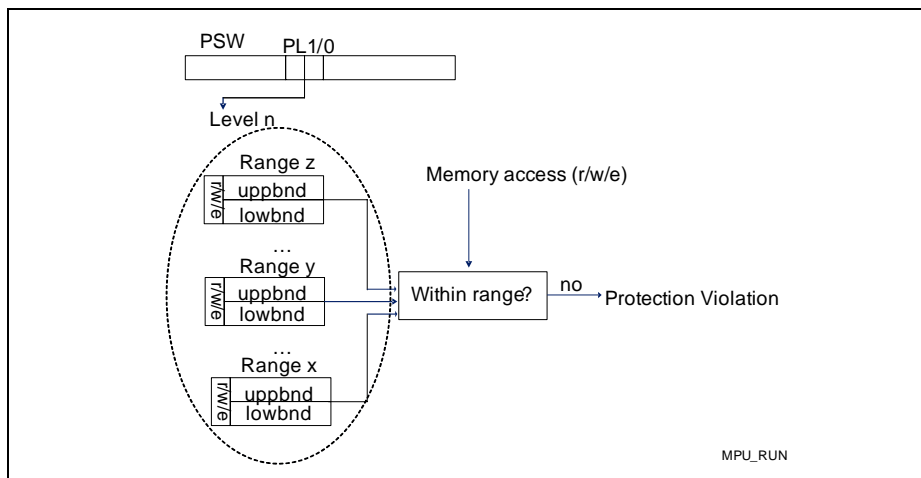 PSW
PL1/0
Level n
Range z
r/w/e
uppbnd
lowbnd
...
Range y
r/w/e
uppbnd
lowbnd
...
Range x
r/w/e
uppbnd
lowbnd
Memory access (r/w/e)
Within range?
no
Protection Violation
MPU_RUN